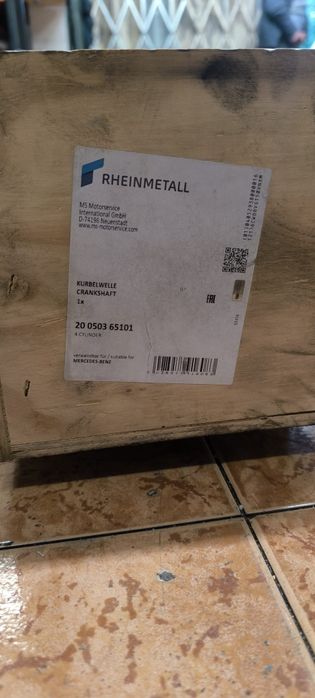 RHEINMETALL
MS Motorservice
International GmbH
D-74196 Neuenstadt
www.ms-motorservice.com
KURBELWELLE
CRANKSHAFT
1x
EAC
20 0503 65101
4-CYLINDER
verwendbar für / suitable for
MERCEDES-BENZ